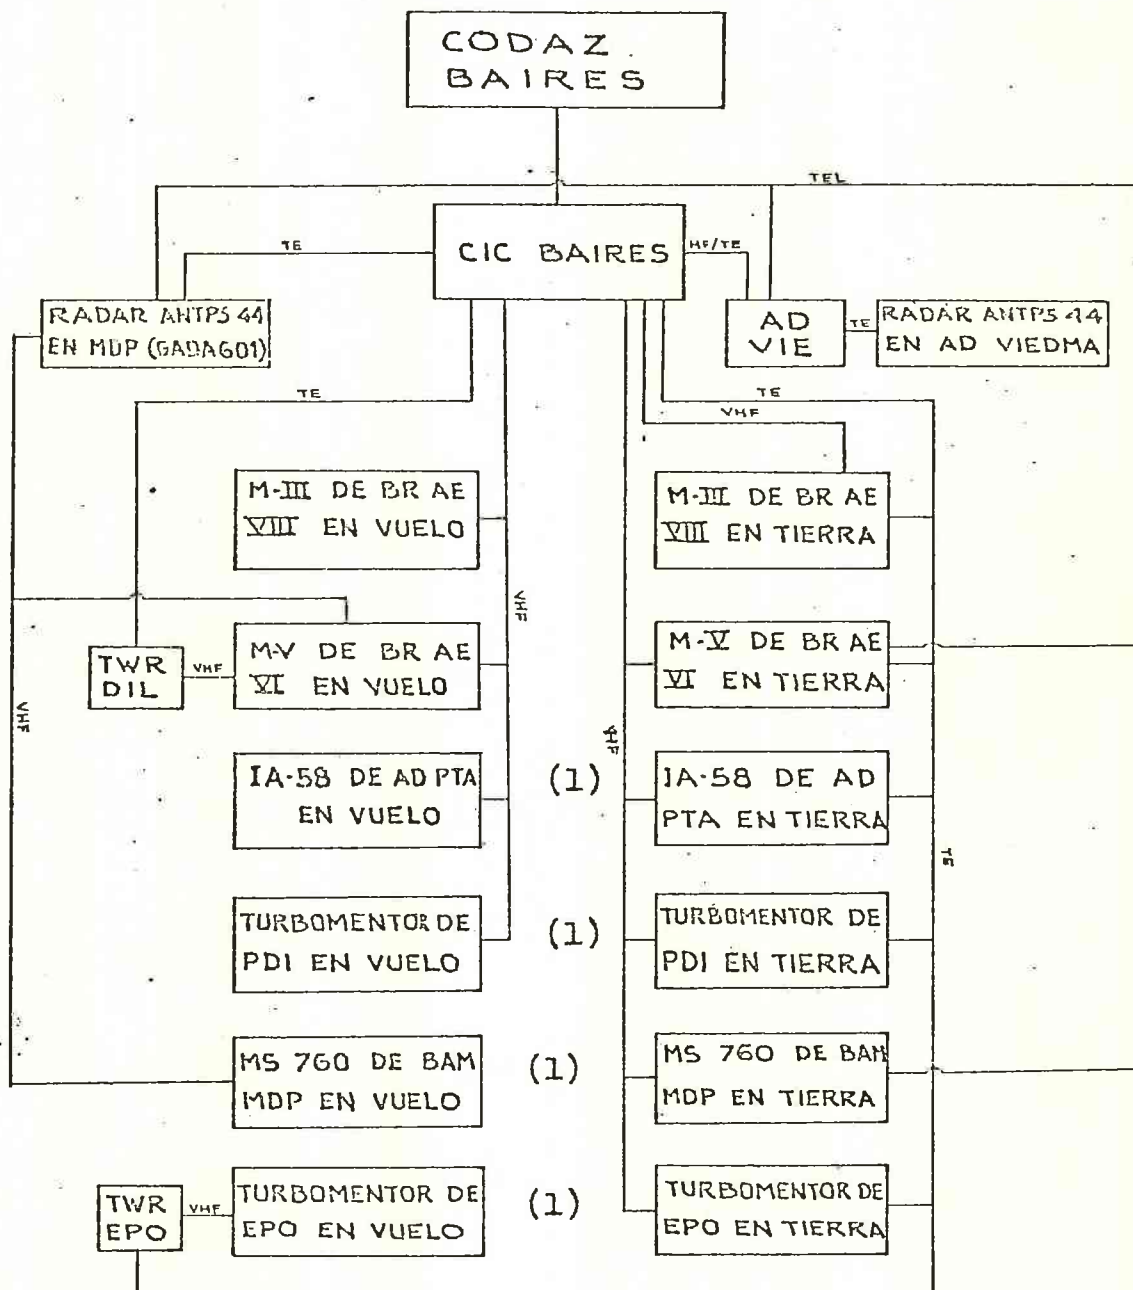 CODAZ
BAIRES
TEL
CIC BAIRES
TE
HF/TE
RADAR ANTPS 44
EN MDP (GADA601)
AD
VIE
TE
RADAR ANTPS 44
EN AD VIEDMA
TE
TE
VHF
M-III DE BR AE
VIII EN VUELO
M-III DE BR AE
VIII EN TIERRA
VHF
TWR
DIL
VHF
M-V DE BR AE
VI EN VUELO
M-V DE BR AE
VI EN TIERRA
VHF
VHF
IA-58 DE AD PTA
EN VUELO
(1)
IA-58 DE AD
PTA EN TIERRA
TE
TURBOMENTOR DE
PDI EN VUELO
(1)
TURBOMENTOR DE
PDI EN TIERRA
MS 760 DE BAM
MDP EN VUELO
(1)
MS 760 DE BAM
MDP EN TIERRA
TWR
EPO
VHF
TURBOMENTOR DE
EPO EN VUELO
(1)
TURBOMENTOR DE
EPO EN TIERRA